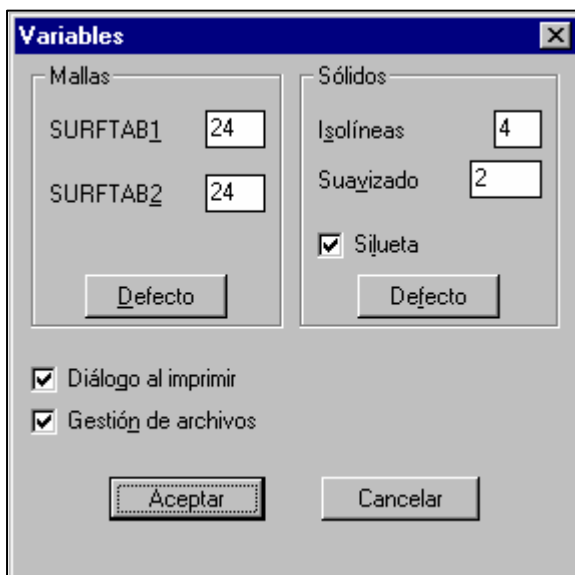 Variables
Mallas
SURFTAB1 24
SURFTAB2 24
Defecto
Sólidos
Isolíneas 4
Suavizado 2
Silueta
Defecto
Diálogo al imprimir
Gestión de archivos
Aceptar Cancelar